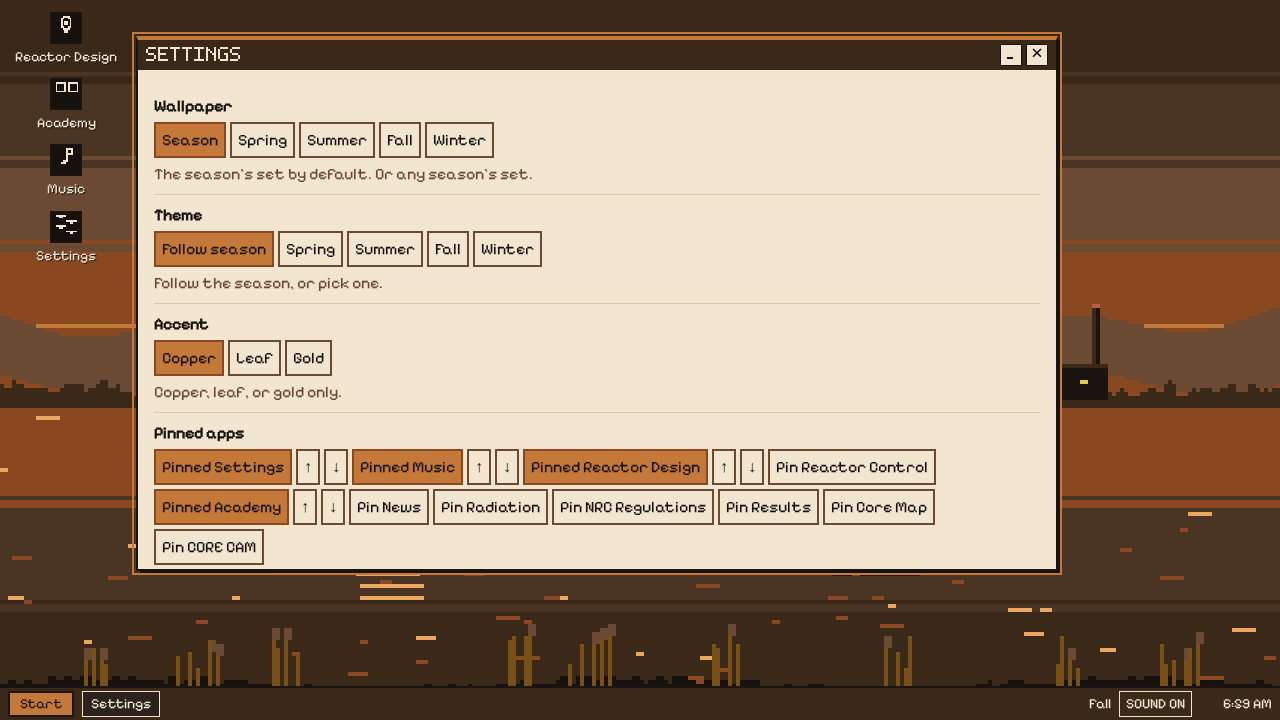 Reactor Design
Academy
Music
Settings
SETTINGS
Wallpaper
Season Spring Summer Fall Winter
The season's set by default. Or any season's set.
Theme
Follow season Spring Summer Fall Winter
Follow the season, or pick one.
Accent
Copper Leaf Gold
Copper, leaf, or gold only.
Pinned apps
Pinned Settings ↑ ↓ Pinned Music ↑ ↓ Pinned Reactor Design ↑ ↓ Pin Reactor Control
Pinned Academy ↑ ↓ Pin News Pin Radiation Pin NRC Regulations Pin Results Pin Core Map
Pin CORE CAM
Start Settings Fall SOUND ON 6:59 AM